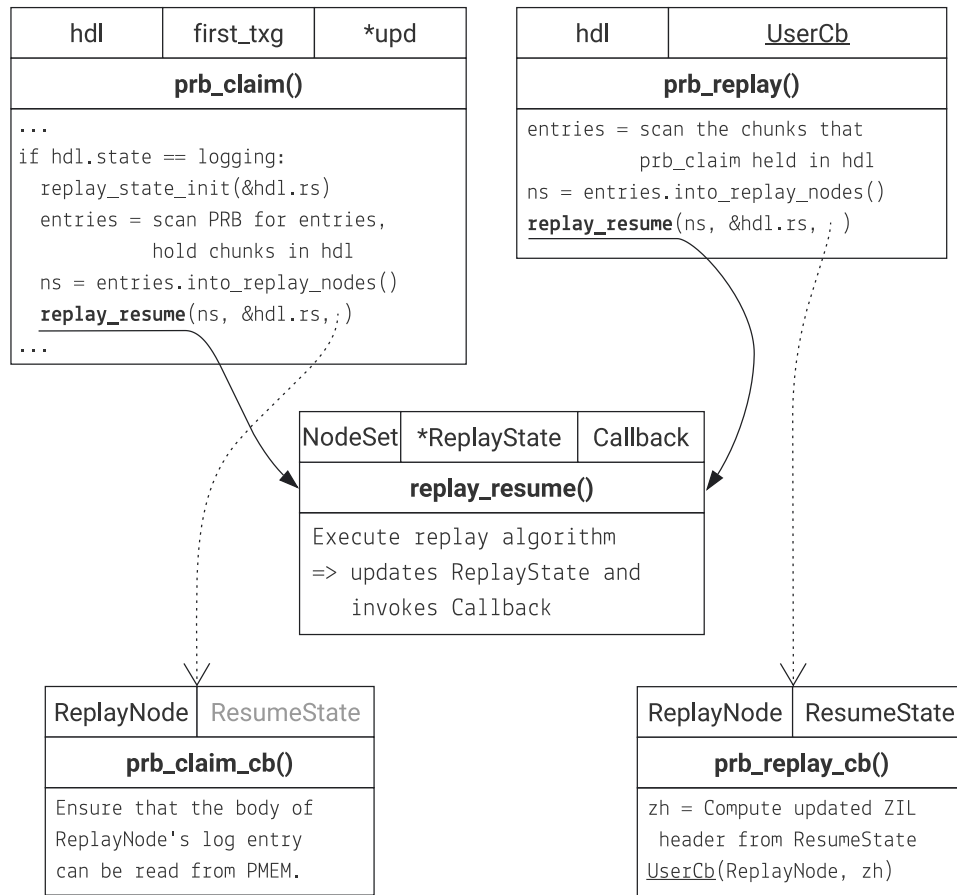 hdl first_txg *upd
prb_claim()
...
if hdl.state == logging:
replay_state_init(&hdl.rs)
entries = scan PRB for entries,
hold chunks in hdl
ns = entries.into_replay_nodes()
replay_resume(ns, &hdl.rs, )
...
hdl UserCb
prb_replay()
entries = scan the chunks that
prb_claim held in hdl
ns = entries.into_replay_nodes()
replay_resume(ns, &hdl.rs, )
NodeSet *ReplayState Callback
replay_resume()
Execute replay algorithm
=> updates ReplayState and
invokes Callback
ReplayNode ResumeState
prb_claim_cb()
Ensure that the body of
ReplayNode's log entry
can be read from PMEM.
ReplayNode ResumeState
prb_replay_cb()
zh = Compute updated ZIL
header from ResumeState
UserCb(ReplayNode, zh)